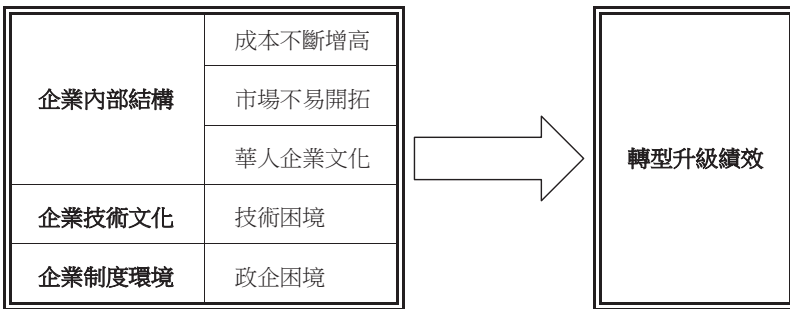 成本不斷增高
企業內部結構
市場不易開拓
華人企業文化
轉型升級績效
企業技術文化
技術困境
企業制度環境
政企困境